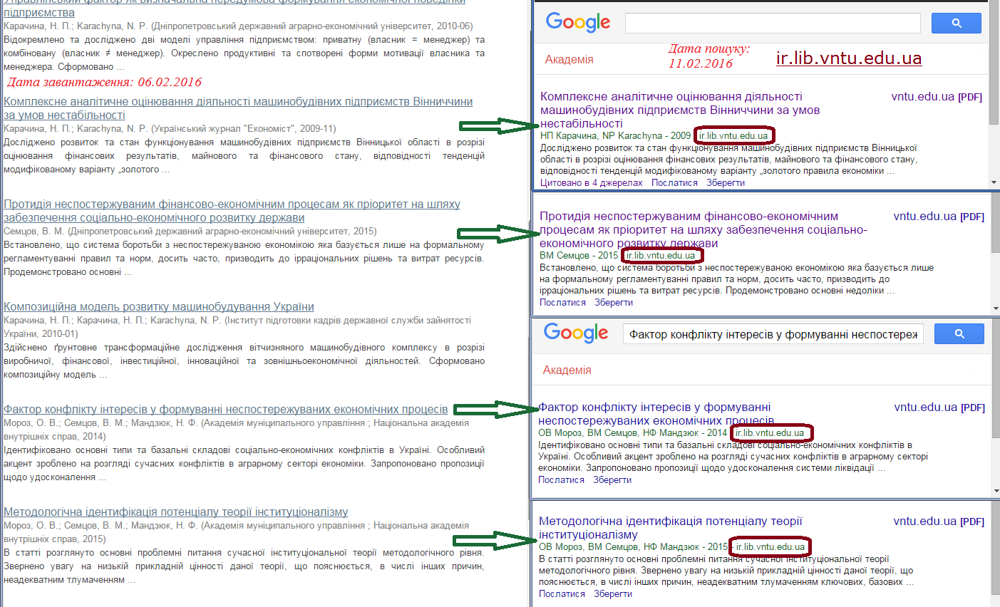 Управлінський фактор як визначальна передумова формування економічної поведінки
підприємства
Карачина, Н. П.; Karachyna, N. P. (Дніпропетровський державний аграрно-економічний університет, 2010-06)
Відокремлено та досліджено дві моделі управління підприємством: приватну (власник = менеджер) та
комбіновану (власник ≠ менеджер). Окреслено продуктивні та спотворені форми мотивації власника та
менеджера. Сформовано ...
Дата завантаження: 06.02.2016
Комплексне аналітичне оцінювання діяльності машинобудівних підприємств Вінниччини
за умов нестабільності
Карачина, Н. П.; Karachyna, N. P. (Український журнал "Економіст", 2009-11)
Досліджено розвиток та стан функціонування машинобудівних підприємств Вінницької області в розрізі
оцінювання фінансових результатів, майнового та фінансового стану, відповідності тенденцій
модифікованому варіанту „золотого ...
Протидія неспостержуваним фінансово-економічним процесам як пріоритет на шляху
забезпечення соціально-економічного розвитку держави
Семцов, В. М. (Дніпропетровський державний аграрно-економічний університет, 2015)
Встановлено, що система боротьби з неспостережуваною економікою яка базується лише на формальному
регламентуванні правил та норм, досить часто, призводить до ірраціональних рішень та витрат ресурсів.
Продемонстровано основні ...
Композиційна модель розвитку машинобудування України
Карачина, Н. П.; Карачина, Н. П.; Karachyna, N. P. (Інститут підготовки кадрів державної служби зайнятості
України, 2010-01)
Здійснено ґрунтовне трансформаційне дослідження вітчизняного машинобудівного комплексу в розрізі
виробничої, фінансової, інвестиційної, інноваційної та зовнішньоекономічної діяльностей. Сформовано
композиційну модель ...
Фактор конфлікту інтересів у формуванні неспостережуваних економічних процесів
Мороз, О. В.; Семцов, В. М.; Мандзюк, Н. Ф. (Академія муніципального управління ; Національна академія
внутрішніх справ, 2014)
Ідентифіковано основні типи та базальні складові соціально-економічних конфліктів в Україні. Особливий
акцент зроблено на розгляді сучасних конфліктів в аграрному секторі економіки. Запропоновано пропозиції
щодо удосконалення ...
Методологічна ідентифікація потенціалу теорії інституціоналізму
Мороз, О. В.; Семцов, В. М.; Мандзюк, Н. Ф. (Академія муніципального управління ; Національна академія
внутрішніх справ, 2015)
В статті розглянуто основні проблемні питання сучасної інституціональної теорії методологічного рівня.
Звернено увагу на низькій прикладній цінності даної теорії, що пояснюється, в числі інших причин,
неадекватним тлумаченням ...
Google
Академія
Дата пошуку:
11.02.2016
ir.lib.vntu.edu.ua
Комплексне аналітичне оцінювання діяльності
машинобудівних підприємств Вінниччини за умов
нестабільності
vntu.edu.ua [PDF]
НП Карачина, NP Karachyna - 2009 ir.lib.vntu.edu.ua
Досліджено розвиток та стан функціонування машинобудівних підприємств Вінницької
області в розрізі оцінювання фінансових результатів, майнового та фінансового стану,
відповідності тенденцій модифікованому варіанту „золотого правила економіки ...
Цитовано в 4 джерелах Послатися Зберегти
Протидія неспостержуваним фінансово-економічним
процесам як пріоритет на шляху забезпечення соціально-
економічного розвитку держави
vntu.edu.ua [PDF]
ВМ Семцов - 2015 ir.lib.vntu.edu.ua
Встановлено, що система боротьби з неспостережуваною економікою яка базується лише
на формальному регламентуванні правил та норм, досить часто, призводить до
ірраціональних рішень та витрат ресурсів. Продемонстровано основні недоліки ...
Послатися Зберегти
Google
Фактор конфлікту інтересів у формуванні неспостереж
Академія
Фактор конфлікту інтересів у формуванні
неспостережуваних економічних процесів
vntu.edu.ua [PDF]
ОВ Мороз, ВМ Семцов, НФ Мандзюк - 2014 ir.lib.vntu.edu.ua
Ідентифіковано основні типи та базальні складові соціально-економічних конфліктів в
Україні. Особливий акцент зроблено на розгляді сучасних конфліктів в аграрному секторі
економіки. Запропоновано пропозиції щодо удосконалення системи ліквідації ...
Послатися Зберегти
Методологічна ідентифікація потенціалу теорії
інституціоналізму
vntu.edu.ua [PDF]
ОВ Мороз, ВМ Семцов, НФ Мандзюк - 2015 - ir.lib.vntu.edu.ua
В статті розглянуто основні проблемні питання сучасної інституціональної теорії
методологічного рівня. Звернено увагу на низькій прикладній цінності даної теорії, що
пояснюється, в числі інших причин, неадекватним тлумаченням ключових, базових ...
Послатися Зберегти